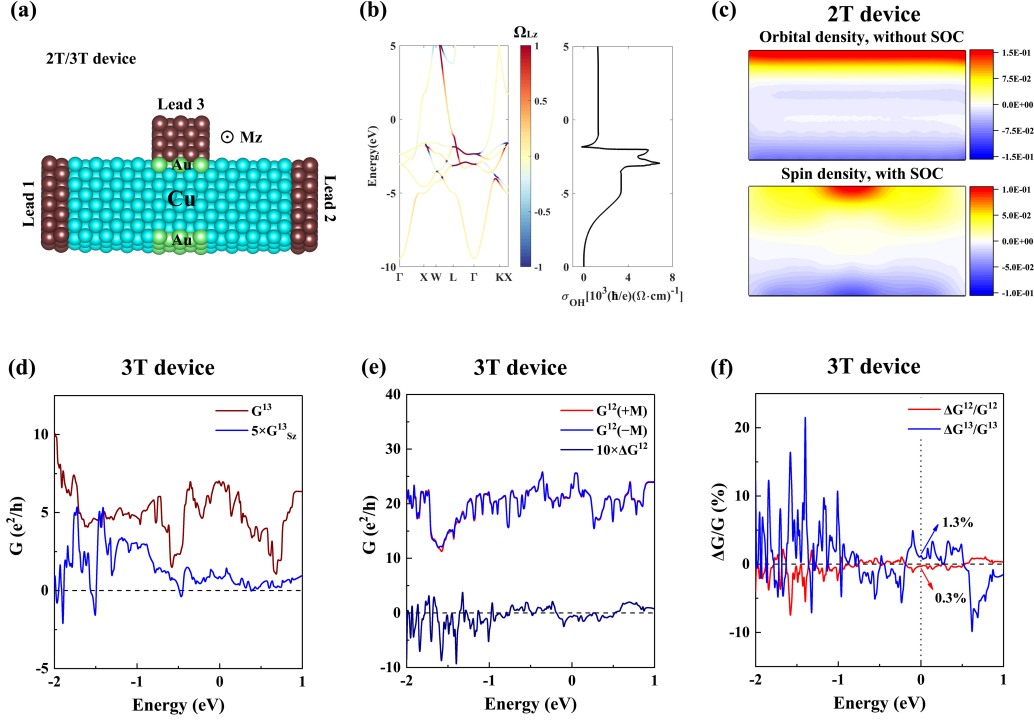 (a)
2T/3T device
Lead 3
Mz
Au
Lead 1
Cu
Lead 2
Au
(b)
Ω_Lz
Energy(eV)
5
0
-5
-10
Γ X W L Γ K X
1
0.5
0
-0.5
-1
5
0
-5
0 4 8
σ_OH[10³(ħ/e)(Ω·cm)⁻¹]
(c)
2T device
Orbital density, without SOC
1.5E-01
7.5E-02
0.0E+00
-7.5E-02
-1.5E-01
Spin density, with SOC
1.0E-01
5.0E-02
0.0E+00
-5.0E-02
-1.0E-01
(d)
3T device
G¹³
5×G¹³_Sz
G (e²/h)
10
5
0
-5
-2 -1 0 1
Energy (eV)
(e)
3T device
G¹²(+M)
G¹²(−M)
10×ΔG¹²
G (e²/h)
40
30
20
10
0
-10
-2 -1 0 1
Energy (eV)
(f)
3T device
ΔG¹²/G¹²
ΔG¹³/G¹³
ΔG/G (%)
20
10
0
-10
1.3%
0.3%
-2 -1 0 1
Energy (eV)